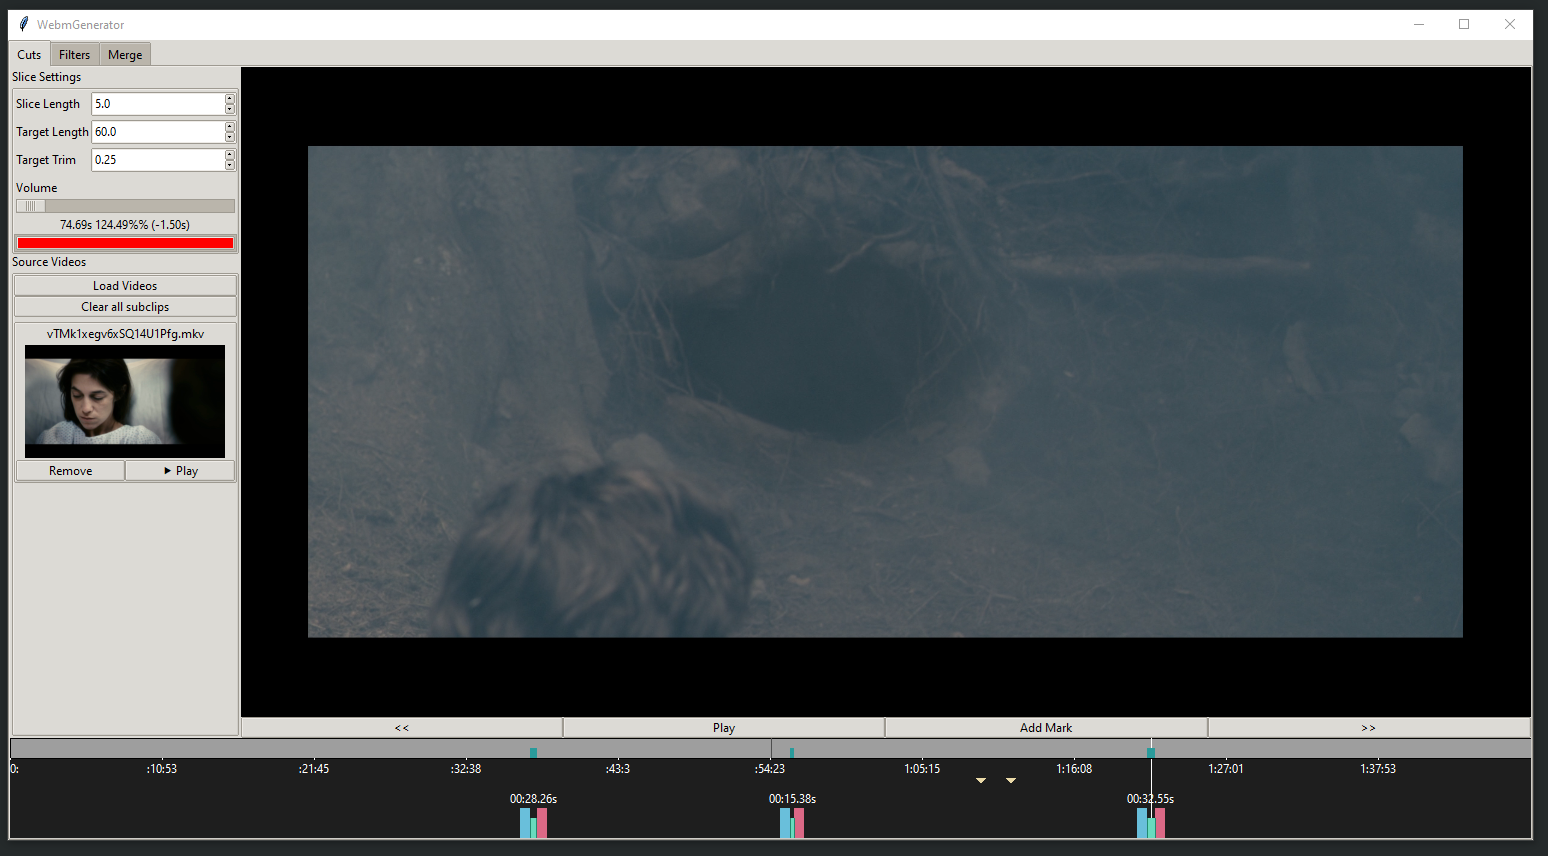 WebmGenerator
Cuts Filters Merge
Slice Settings
Slice Length 5.0
Target Length 60.0
Target Trim 0.25
Volume
74.69s 124.49%% (-1.50s)
Source Videos
Load Videos
Clear all subclips
vTMk1xegv6xSQ14U1Pfg.mkv
Remove ▶ Play
<< Play Add Mark >>
0: :10:53 :21:45 :32:38 :43:3 :54:23 1:05:15 1:16:08 1:27:01 1:37:53
00:28.26s 00:15.38s 00:32.55s